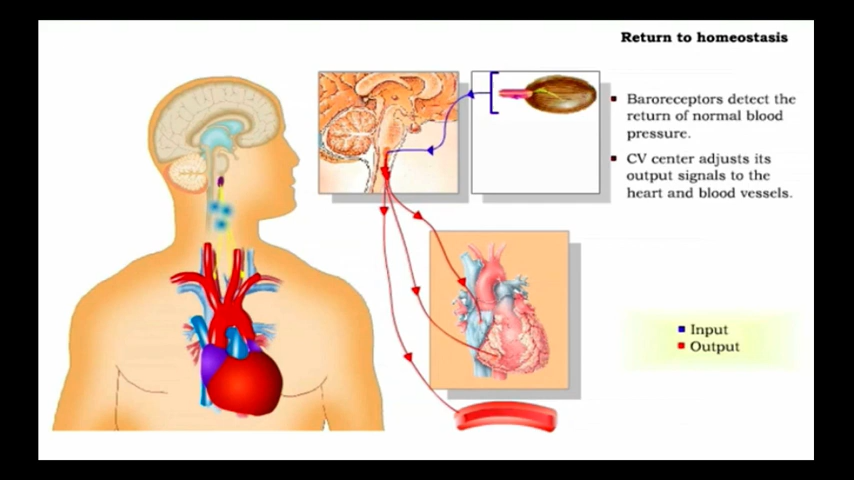 Return to homeostasis
Baroreceptors detect the
return of normal blood
pressure.
CV center adjusts its
output signals to the
heart and blood vessels.
Input
Output